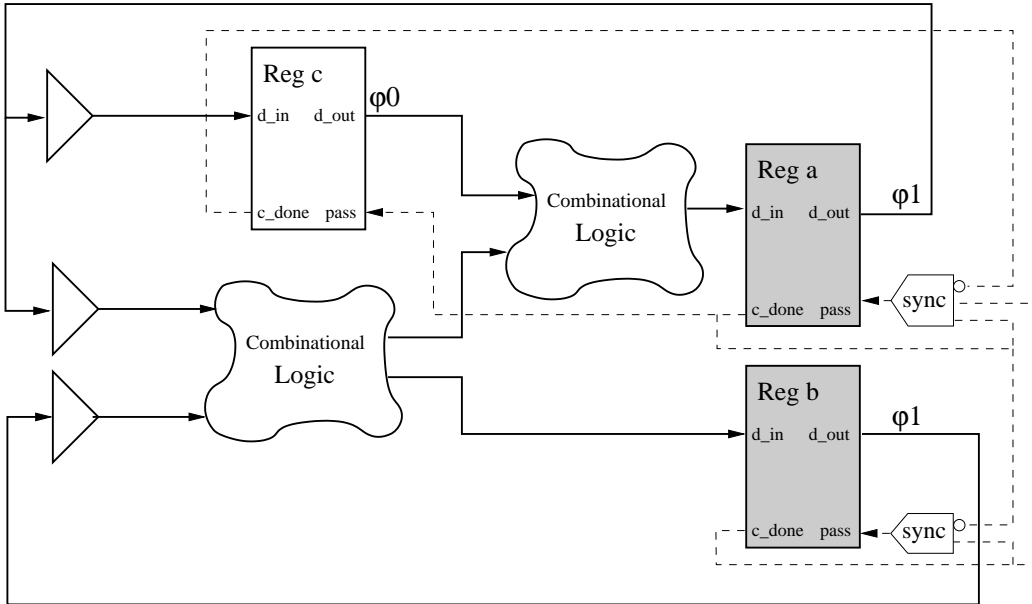 Reg c
d_in d_out
φ0
c_done pass
Combinational
Logic
Reg a
d_in d_out
φ1
c_done pass
sync
Combinational
Logic
Reg b
d_in d_out
φ1
c_done pass
sync